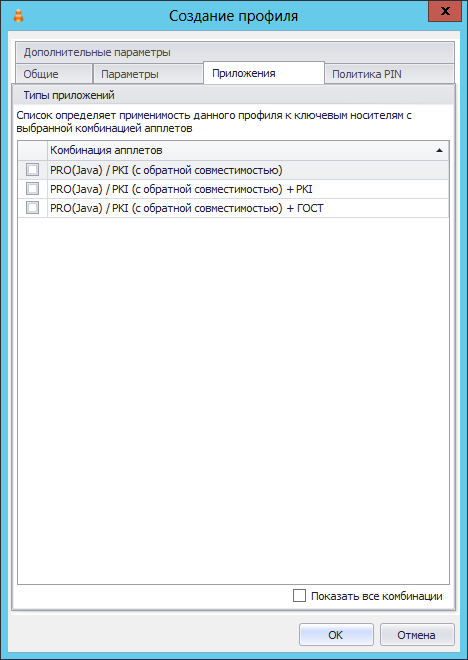 Создание профиля
x
Дополнительные параметры
Общие
Параметры
Приложения
Политика PIN
Типы приложений
Список определяет применимость данного профиля к ключевым носителям с
выбранной комбинацией апплетов
Комбинация апплетов
PRO(Java) / PKI (с обратной совместимостью)
PRO(Java) / PKI (с обратной совместимостью) + PKI
PRO(Java) / PKI (с обратной совместимостью) + ГОСТ
Показать все комбинации
OK
Отмена